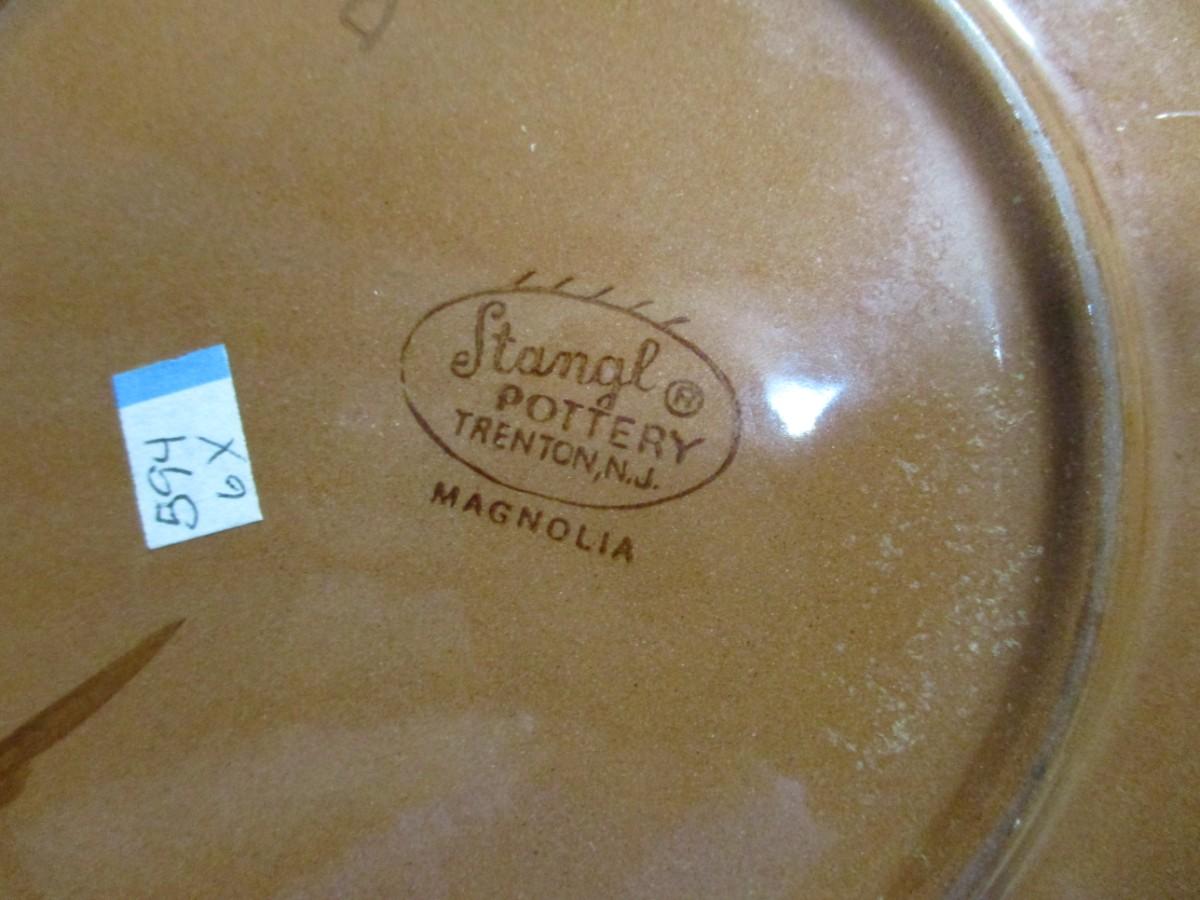 Stangl ®
POTTERY
TRENTON, N.J.
MAGNOLIA
594
6X